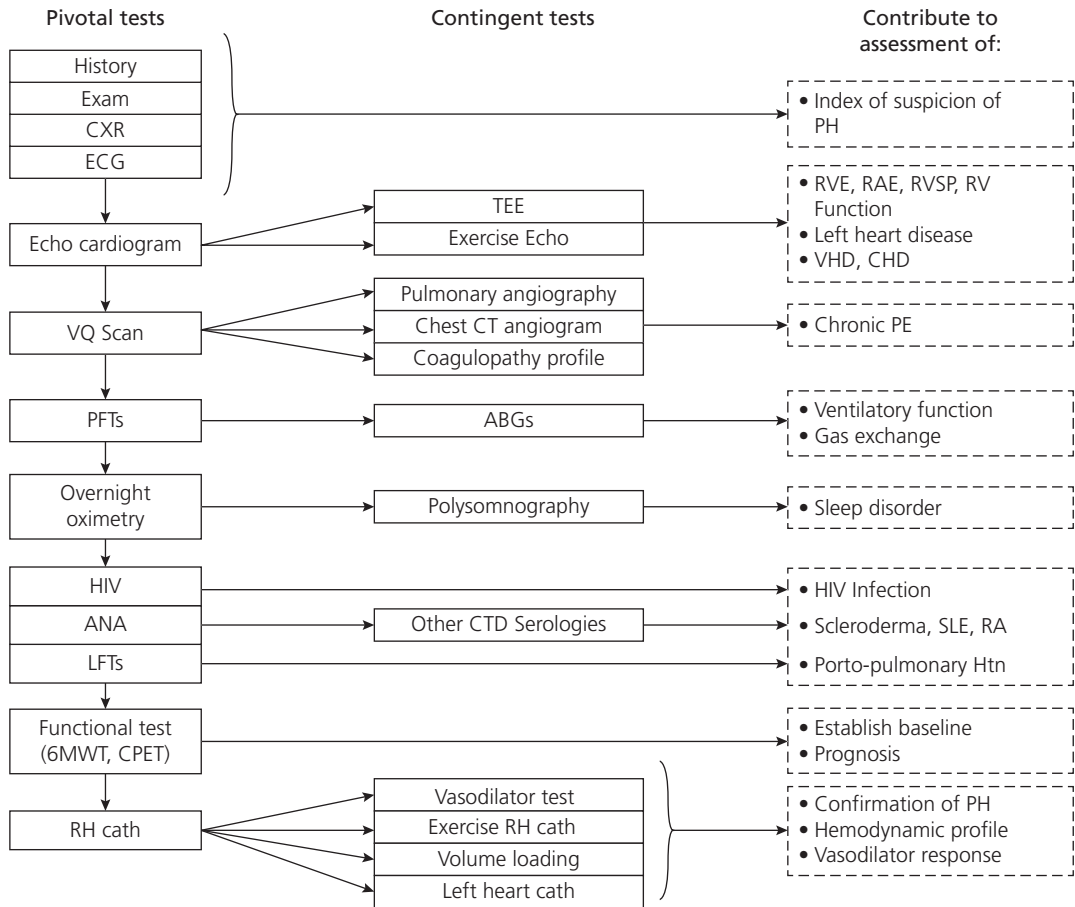 Pivotal tests
Contingent tests
Contribute to
assessment of:
History
Exam
CXR
ECG
• Index of suspicion of
PH
Echo cardiogram
TEE
Exercise Echo
• RVE, RAE, RVSP, RV
Function
• Left heart disease
• VHD, CHD
VQ Scan
Pulmonary angiography
Chest CT angiogram
Coagulopathy profile
• Chronic PE
PFTs
ABGs
• Ventilatory function
• Gas exchange
Overnight
oximetry
Polysomnography
• Sleep disorder
HIV
• HIV Infection
ANA
Other CTD Serologies
• Scleroderma, SLE, RA
LFTs
• Porto-pulmonary Htn
Functional test
(6MWT, CPET)
• Establish baseline
• Prognosis
RH cath
Vasodilator test
Exercise RH cath
Volume loading
Left heart cath
• Confirmation of PH
• Hemodynamic profile
• Vasodilator response